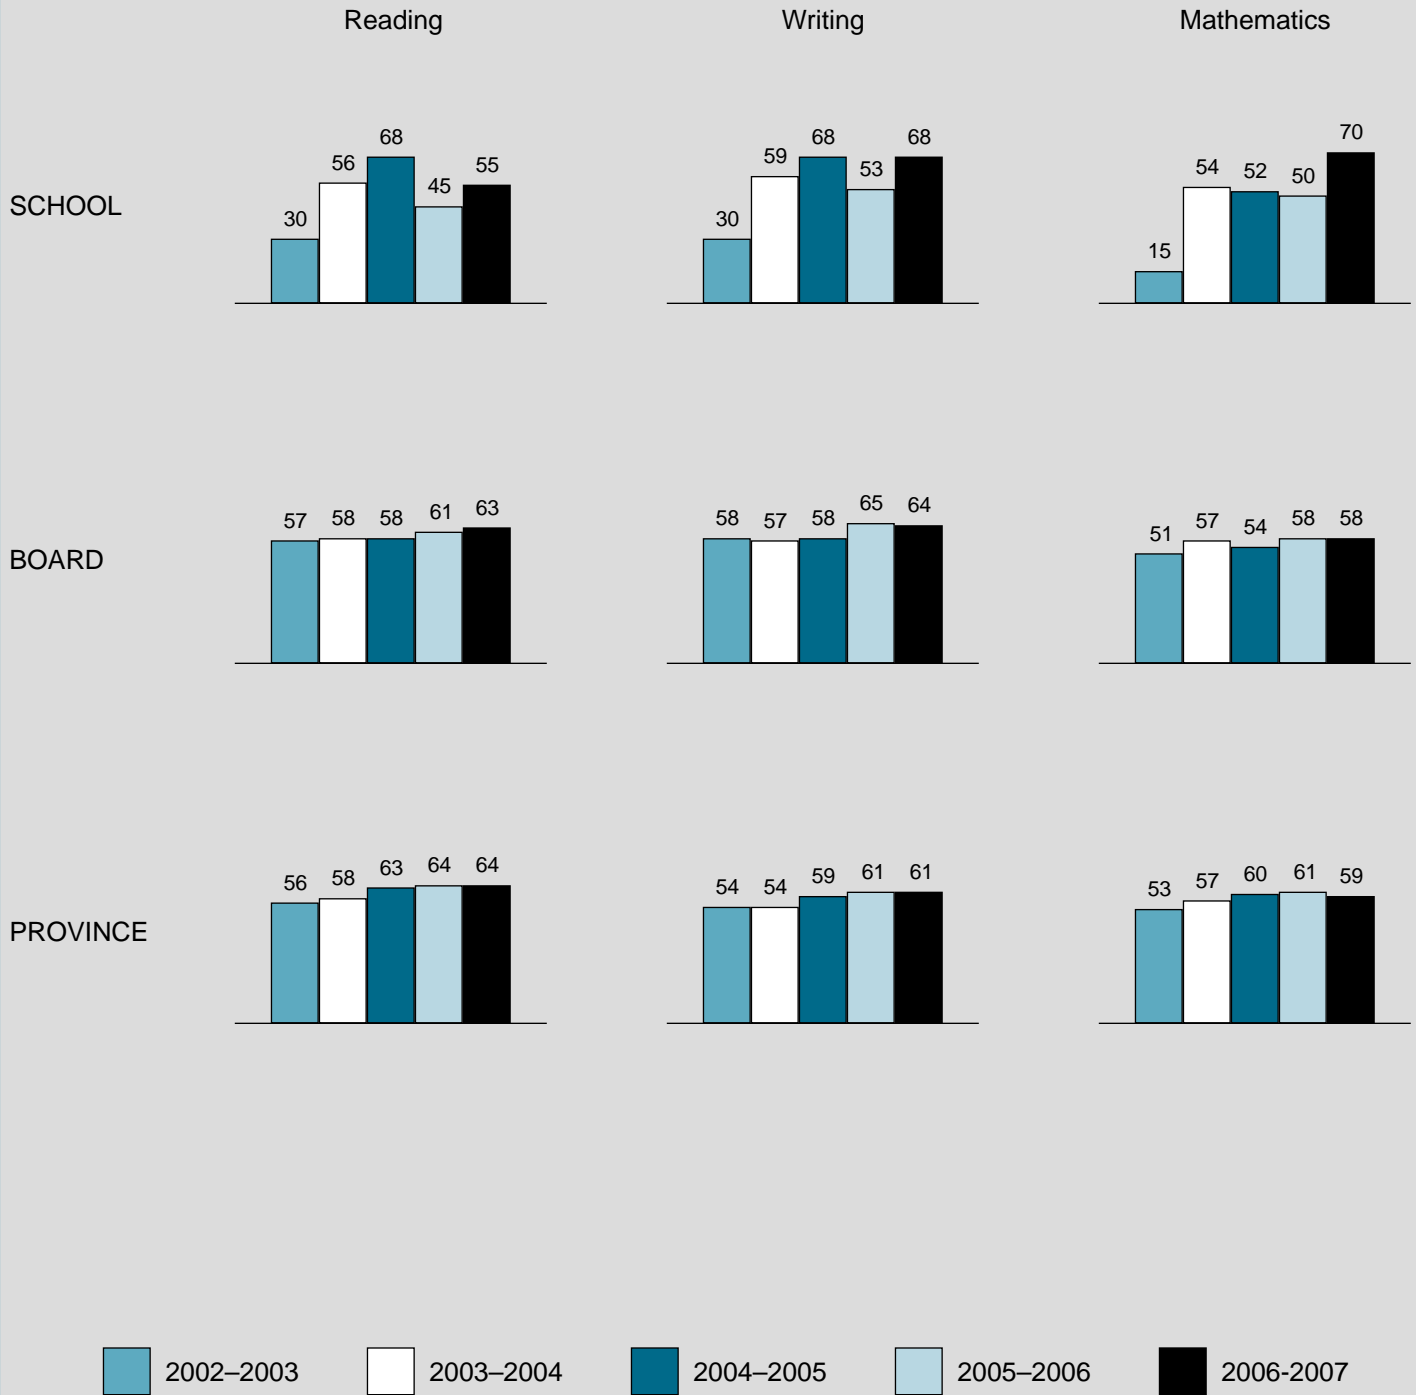 Reading Writing Mathematics
SCHOOL
30 56 68 45 55
30 59 68 53 68
15 54 52 50 70
BOARD
57 58 58 61 63
58 57 58 65 64
51 57 54 58 58
PROVINCE
56 58 63 64 64
54 54 59 61 61
53 57 60 61 59
2002–2003 2003–2004 2004–2005 2005–2006 2006-2007